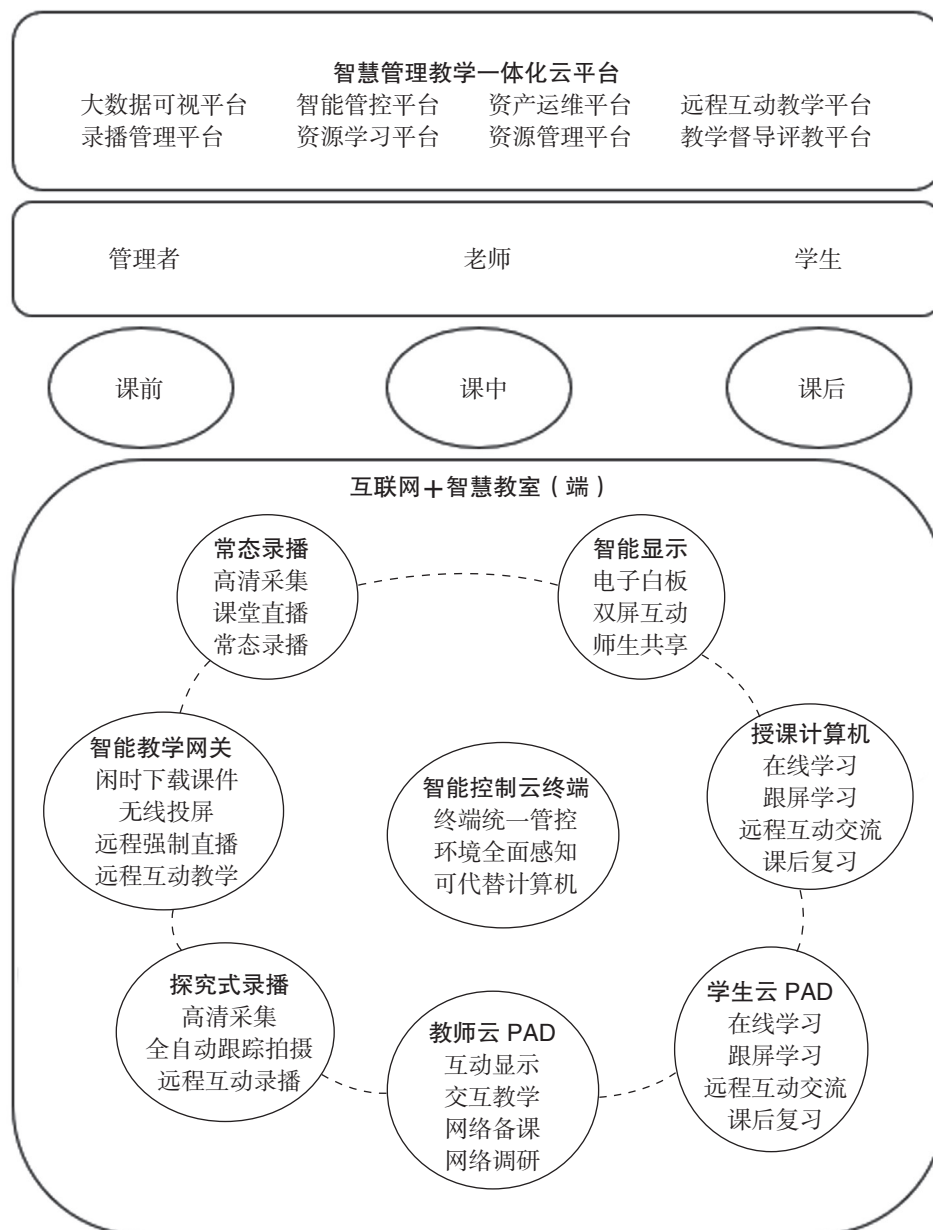 智慧管理教学一体化云平台
大数据可视平台 智能管控平台 资产运维平台 远程互动教学平台
录播管理平台 资源学习平台 资源管理平台 教学督导评教平台
管理者 老师 学生
课前 课中 课后
互联网＋智慧教室（端）
常态录播
高清采集
课堂直播
常态录播
智能显示
电子白板
双屏互动
师生共享
智能教学网关
闲时下载课件
无线投屏
远程强制直播
远程互动教学
智能控制云终端
终端统一管控
环境全面感知
可代替计算机
授课计算机
在线学习
跟屏学习
远程互动交流
课后复习
探究式录播
高清采集
全自动跟踪拍摄
远程互动录播
教师云 PAD
互动显示
交互教学
网络备课
网络调研
学生云 PAD
在线学习
跟屏学习
远程互动交流
课后复习